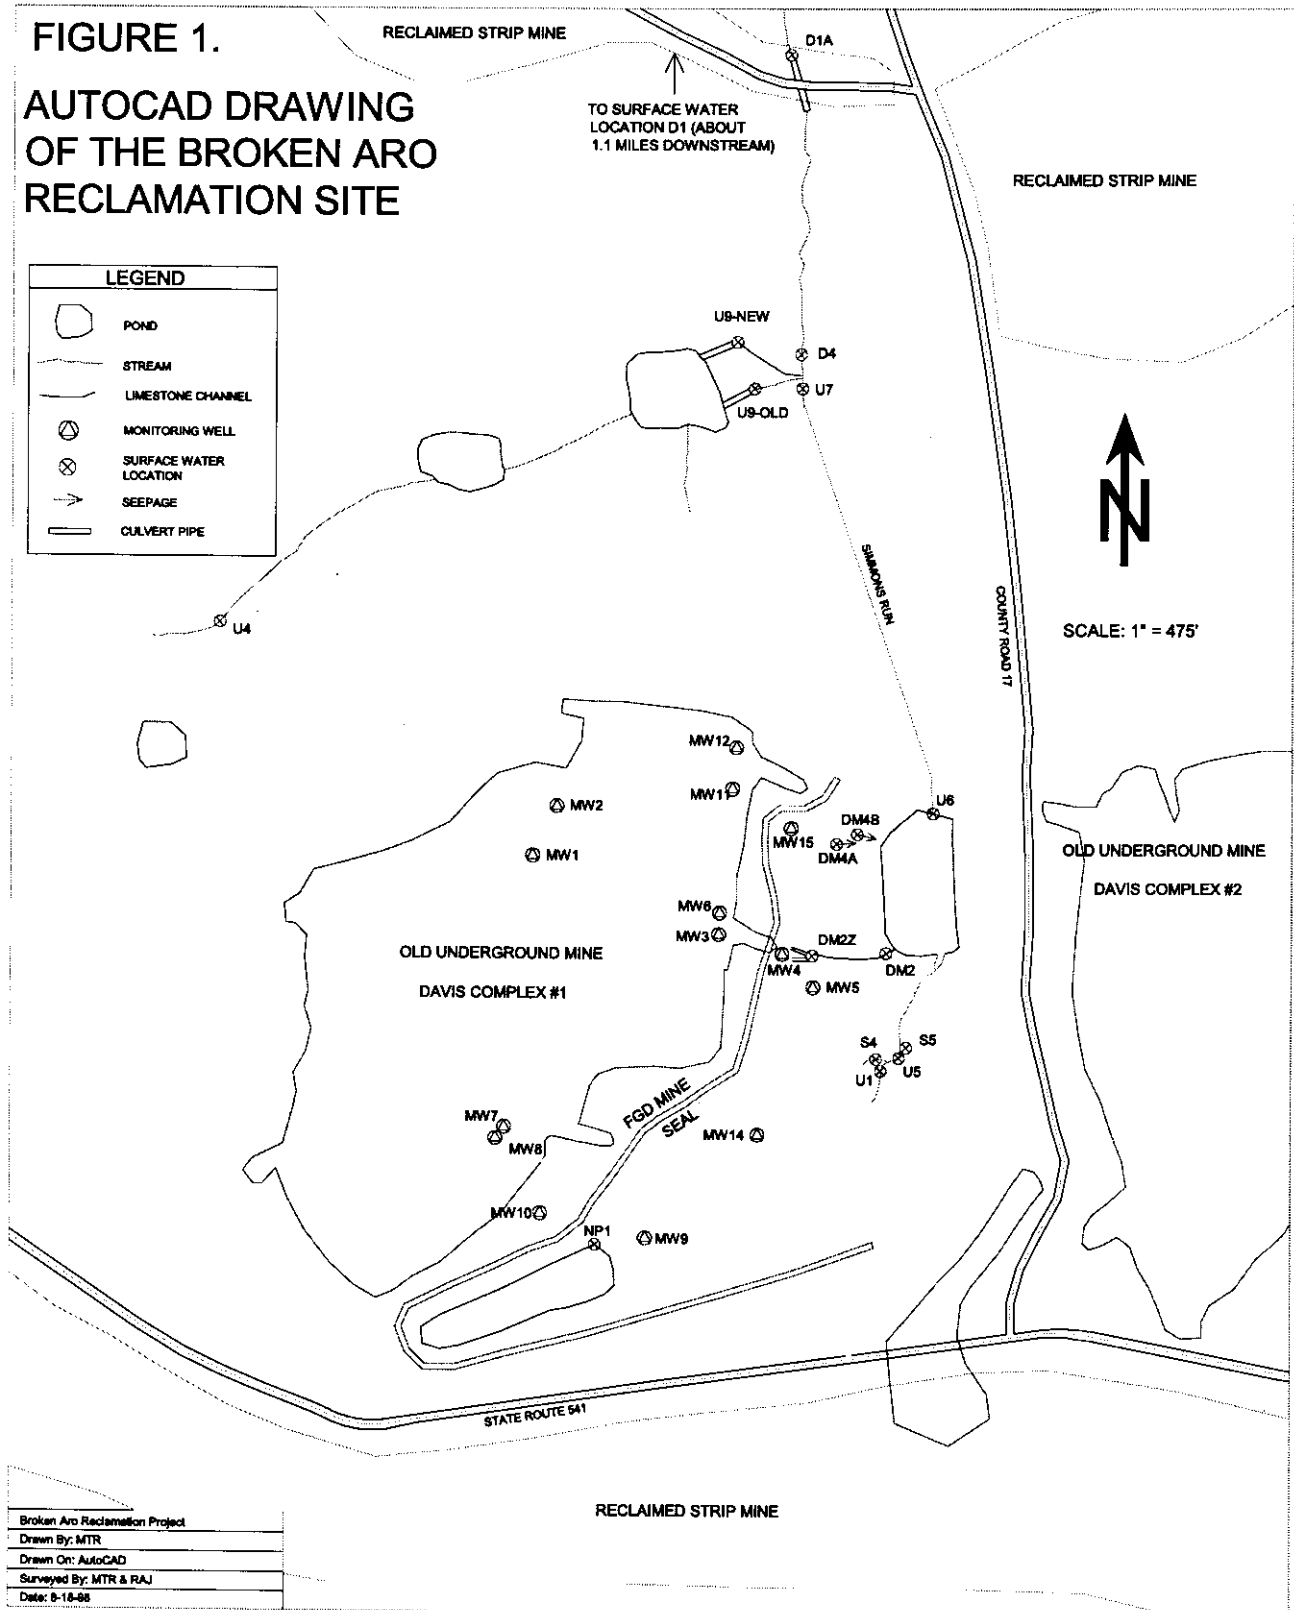 FIGURE 1.
AUTOCAD DRAWING
OF THE BROKEN ARO
RECLAMATION SITE
RECLAIMED STRIP MINE
D1A
TO SURFACE WATER
LOCATION D1 (ABOUT
1.1 MILES DOWNSTREAM)
RECLAIMED STRIP MINE
LEGEND
POND
STREAM
LIMESTONE CHANNEL
MONITORING WELL
SURFACE WATER
LOCATION
SEEPAGE
CULVERT PIPE
U9-NEW
D4
U7
U9-OLD
N
SIMMONS RUN
COUNTY ROAD 17
SCALE: 1" = 475'
U4
MW12
MW11
MW2
MW1
MW15
DM4B
DM4A
U6
OLD UNDERGROUND MINE
DAVIS COMPLEX #2
MW6
MW3
OLD UNDERGROUND MINE
DAVIS COMPLEX #1
DM2Z
MW4
DM2
MW5
S4
S5
U1
U5
FGD MINE
SEAL
MW7
MW8
MW14
MW10
NP1
MW9
STATE ROUTE 541
RECLAIMED STRIP MINE
Broken Aro Reclamation Project
Drawn By: MTR
Drawn On: AutoCAD
Surveyed By: MTR & RAJ
Date: